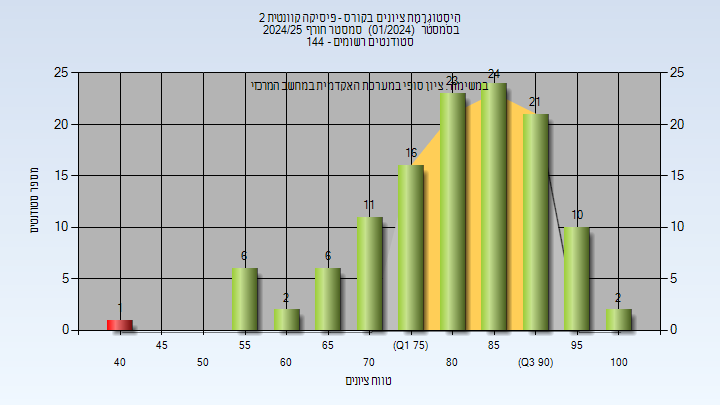 היסטוגרמת ציונים בקורס - פיסיקה קוונטית 2
בסמסטר (01/2024) סמסטר חורף 2024/25
סטודנטים רשומים - 144
במשימה: ציון סופי במערכת האקדמית במחשב המרכזי
מספר סטודנטים
25 25
20 20
15 15
10 10
5 5
0 0
1 6 2 6 11 16 23 24 21 10 2
45 55 65 (Q1 75) 85 95
40 50 60 70 80 (Q3 90) 100
טווח ציונים